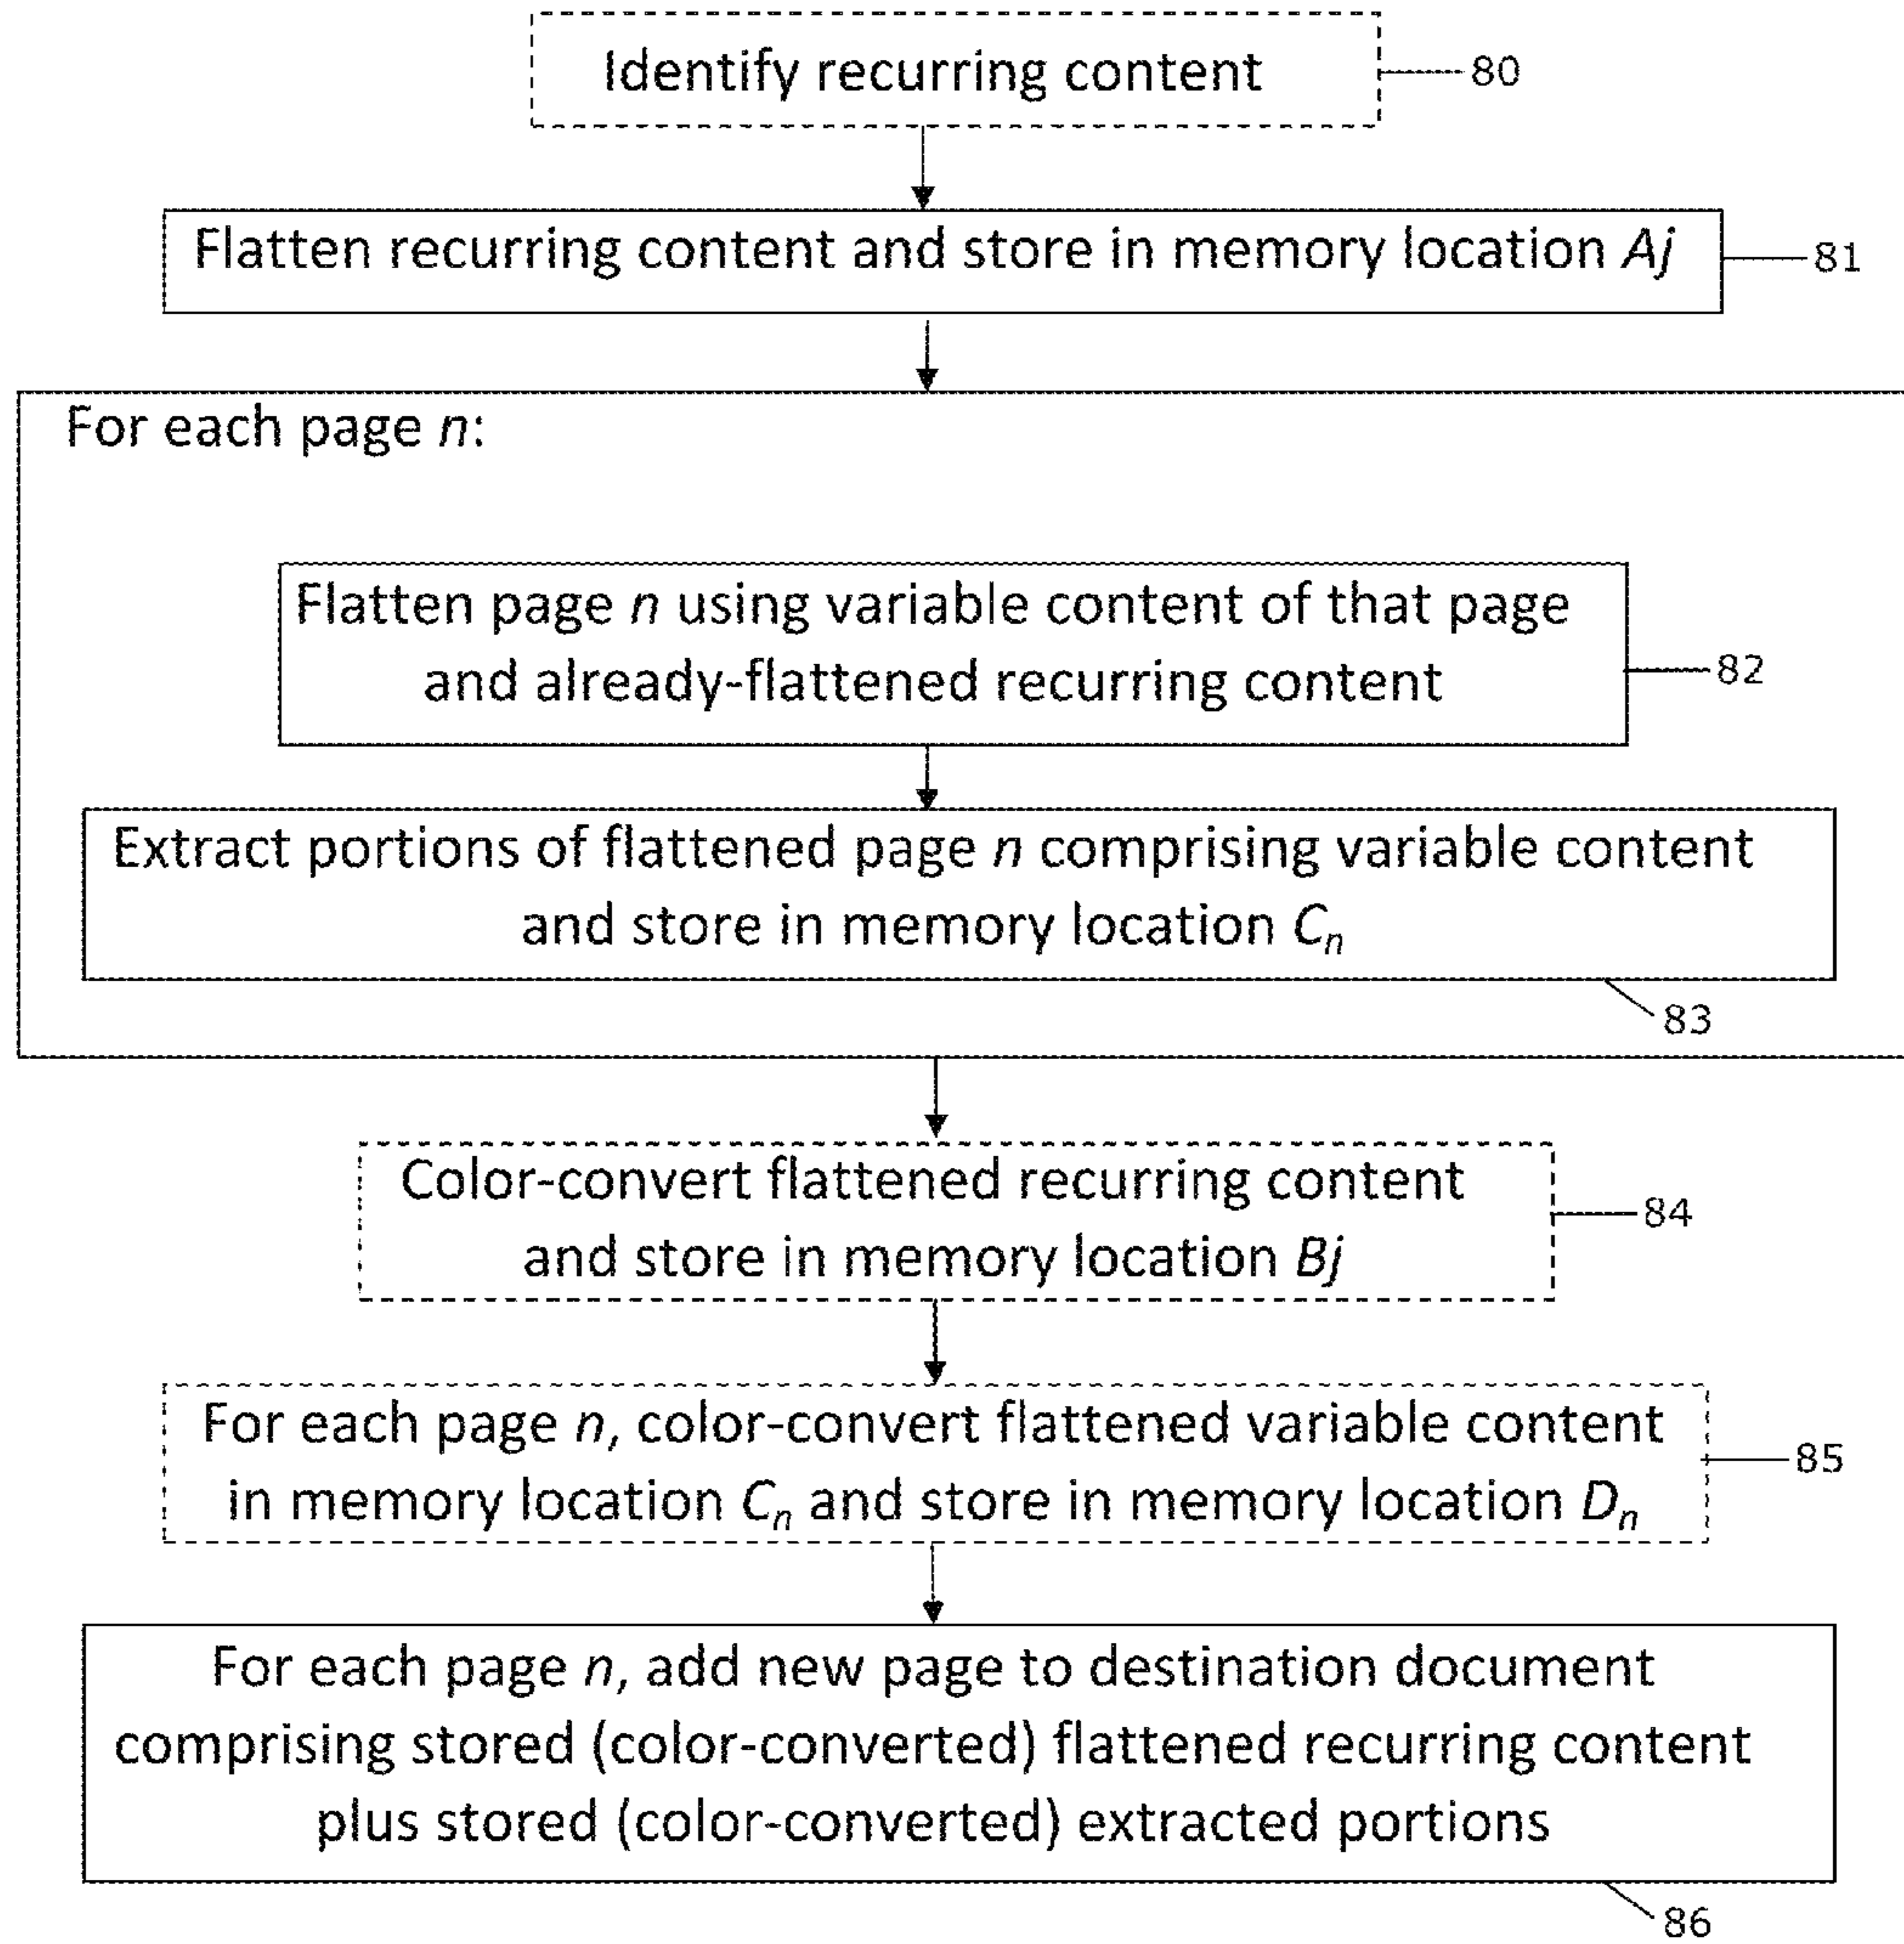 Identify recurring content
80
Flatten recurring content and store in memory location Aj
81
For each page n:
Flatten page n using variable content of that page
and already-flattened recurring content
82
Extract portions of flattened page n comprising variable content
and store in memory location Cn
83
Color-convert flattened recurring content
and store in memory location Bj
84
For each page n, color-convert flattened variable content
in memory location Cn and store in memory location Dn
85
For each page n, add new page to destination document
comprising stored (color-converted) flattened recurring content
plus stored (color-converted) extracted portions
86